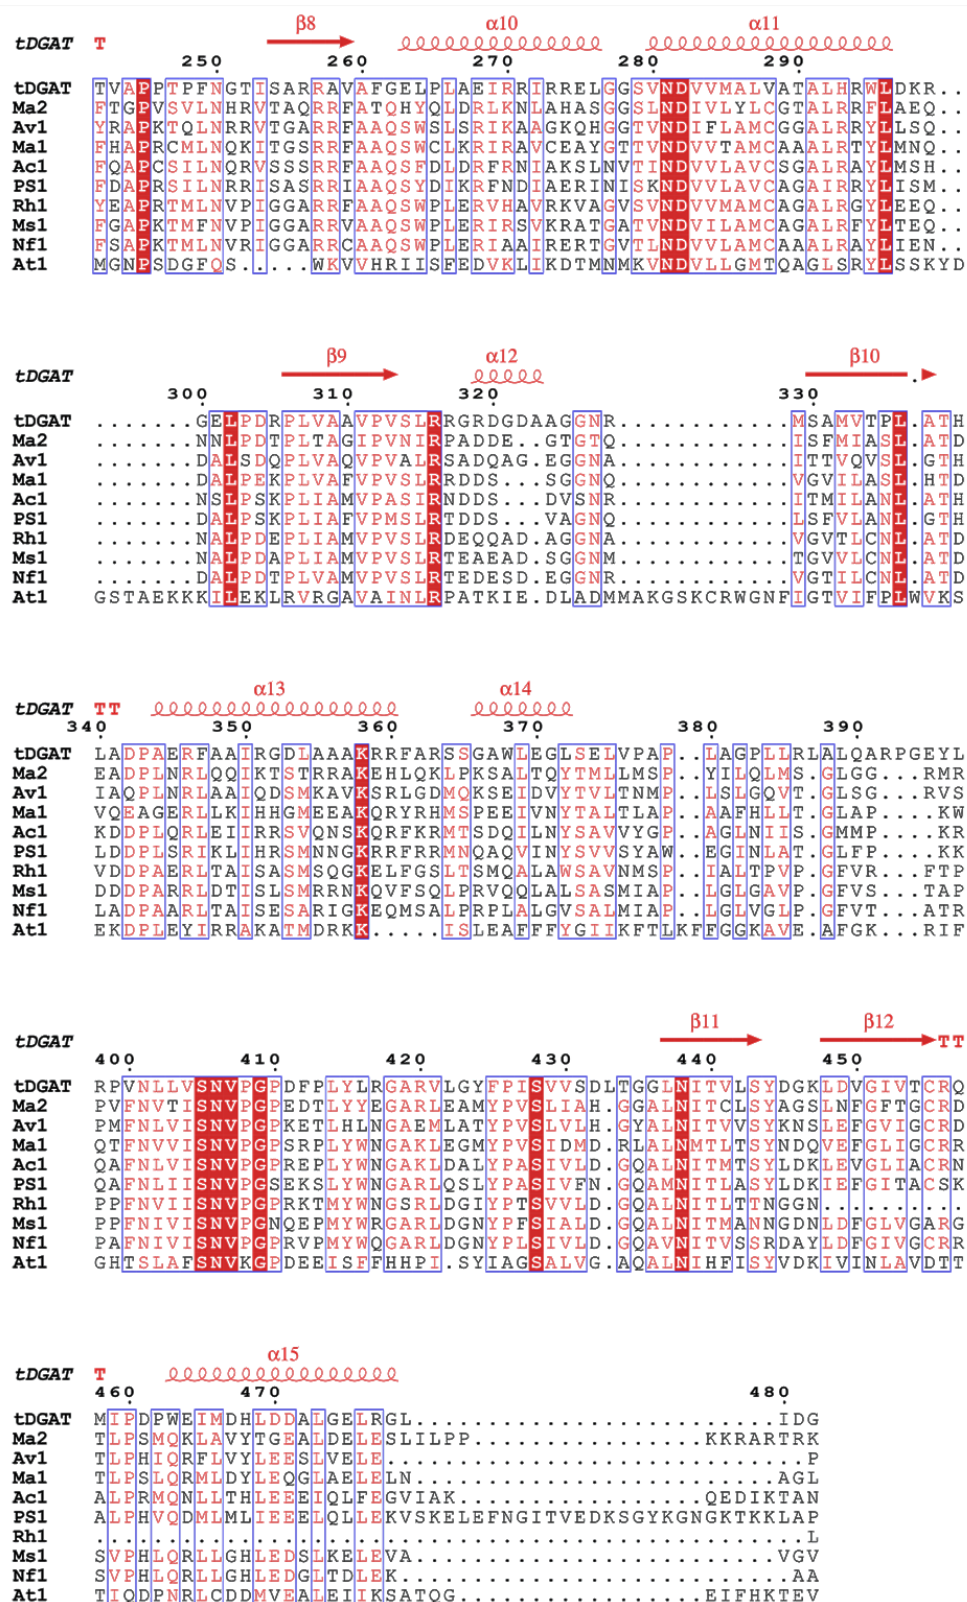 β8 α10 α11
tDGAT T
250 260 270 280 290
tDGAT TVAPPTPFNGTISARRAVAFGELPLAEIRRIRRELGGSVNDVVMALVATALHRWLDKR..
Ma2 FTGPVSVLNHRVTAQRRFATQHYQLDRLKNLAHASGGSLNDIVLYLCGTALRRFLAEQ..
Av1 YRAPKTQLNRRVTGARRFAAQSWSLSRIKAAGKQHGGTVNDIFLAMCGGALRRYLLSQ..
Ma1 FHAPRCMLNQKITGSRRFAAQSWCLKRIRAVCEAYGTTVNDVVTAMCAAALRTYLMNQ..
Ac1 FQAPCSILNQRVSSSRRFAAQSFDLDRFRNIAKSLNVTINDVVLAVCSGALRAYLMSH..
PS1 FDAPRSILNRRISASRRIAAQSYDIKRFNDIAERINISKNDVVLAVCAGAIRRYLISM..
Rh1 YEAPRTMLNVPIGGARRFAAQSWPLERVHAVRKVAGVSVNDVVMAMCAGALRGYLEEQ..
Ms1 FGAPKTMFNVPIGGARRVAAQSWPLERIRSVKRATGATVNDVILAMCAGALRFYLTEQ..
Nf1 FSAPKTMLNVRIGGARRCAAQSWPLERIAAIRERTGVTLNDVVLAMCAAALRAYLIEN..
At1 MGNPSDGFQS.....WKVVHRIISFEDVKLIKDTMNMKVNDVLLGMTQAGLSRYLSSKYD
β9 α12 β10
tDGAT
300 310 320 330
tDGAT .......GELPDRPLVAAVPVSLRRGRDGDAAGGNR............MSAMVTPL.ATH
Ma2 .......NNLPDTPLTAGIPVNIRPADDE..GTGTQ............ISFMIASL.ATD
Av1 .......DALSDQPLVAQVPVALRSADQAG.EGGNA............ITTVQVSL.GTH
Ma1 .......DALPEKPLVAFVPVSLRRDDS...SGGNQ............VGVILASL.HTD
Ac1 .......NSLPSKPLIAMVPASIRNDDS...DVSNR............ITMILANL.ATH
PS1 .......DALPSKPLIAFVPMSLRTDDS...VAGNQ............LSFVLANL.GTH
Rh1 .......NALPDEPLIAMVPVSLRDEQQAD.AGGNA............VGVTLCNL.ATD
Ms1 .......NALPDAPLIAMVPVSLRTEAEAD.SGGNM............TGVVLCNL.ATD
Nf1 .......DALPDTPLVAMVPVSLRTEDESD.EGGNR............VGTILCNL.ATD
At1 GSTAEKKKILEKLRVRGAVAINLRPATKIE.DLADMMAKGSKCRWGNFIGTVIFPLWVKS
α13 α14
tDGAT TT
340 350 360 370 380 390
tDGAT LADPAERFAAIRGDLAAAKRRFARSSGAWLEGLSELVPAP..LAGPLLRLALQARPGEYL
Ma2 EADPLNRLQQIKTSTRRAKEHLQKLPKSALTQYTMLLMSP..YILQLMS.GLGG...RMR
Av1 IAQPLNRLAAIQDSMKAVKSRLGDMQKSEIDVYTVLTNMP..LSLGQVT.GLSG...RVS
Ma1 VQEAGERLLKIHHGMEEAKQRYRHMSPEEIVNYTALTLAP..AAFHLLT.GLAP....KW
Ac1 KDDPLQRLEIIRRSVQNSKQRFKRMTSDQILNYSAVVYGP..AGLNIIS.GMMP....KR
PS1 LDDPLSRIKLIHRSMNNGKRRFRRMNQAQVINYSVVSYAW..EGINLAT.GLFP....KK
Rh1 VDDPAERLTAISASMSQGKELFGSLTSMQALAWSAVNMSP..IALTPVP.GFVR...FTP
Ms1 DDDPARRLDTISLSMRRNKQVFSQLPRVQQLALSASMIAP..LGLGAVP.GFVS...TAP
Nf1 LADPAARLTAISESARIGKEQMSALPRPLALGVSALMIAP..LGLVGLP.GFVT...ATR
At1 EKDPLEYIRRAKATMDRKK.....ISLEAFFFYGIIKFTLKFFGGKAVE.AFGK...RIF
β11 β12
tDGAT TT
400 410 420 430 440 450
tDGAT RPVNLLVSNVPGPDFPLYLRGARVLGYFPISVVSDLTGGLNITVLSYDGKLDVGIVTCRQ
Ma2 PVFNVTISNVPGPEDTLYYEGARLEAMYPVSLIAH.GGALNITCLSYAGSLNFGFTGCRD
Av1 PMFNLVISNVPGPKETLHLNGAEMLATYPVSLVLH.GYALNITVVSYKNSLEFGVIGCRD
Ma1 QTFNVVISNVPGPSRPLYWNGAKLEGMYPVSIDMD.RLALNMTLTSYNDQVEFGLIGCRR
Ac1 QAFNLVISNVPGPREPLYWNGAKLDALYPASIVLD.GQALNITMTSYLDKLEVGLIACRN
PS1 QAFNLIISNVPGSEKSLYWNGARLQSLYPASIVFN.GQAMNITLASYLDKIEFGITACSK
Rh1 PPFNVIISNVPGPRKTMYWNGSRLDGIYPTSVVLD.GQALNITLTTNGGN..........
Ms1 PPFNIVISNVPGNQEPMYWRGARLDGNYPFSIALD.GQALNITMANNGDNLDFGLVGARG
Nf1 PAFNIVISNVPGPRVPMYWQGARLDGNYPLSIVLD.GQAVNITVSSRDAYLDFGIVGCRR
At1 GHTSLAFSNVKGPDEEISFFHHPI.SYIAGSALVG.AQALNIHFISYVDKIVINLAVDTT
α15
tDGAT T
460 470 480
tDGAT MIPDPWEIMDHLDDALGELRGL.........................IDG
Ma2 TLPSMQKLAVYTGEALDELESLILPP................KKRARTRK
Av1 TLPHIQRFLVYLEESLVELE.............................P
Ma1 TLPSLQRMLDYLEQGLAELELN.........................AGL
Ac1 ALPRMQNLLTHLEEEIQLFEGVIAK.................QEDIKTAN
PS1 ALPHVQDMLMLIEEELQLLEKVSKELEFNGITVEDKSGYKGNGKTKKLAP
Rh1 .................................................L
Ms1 SVPHLQRLLGHLEDSLKELEVA.........................VGV
Nf1 SVPHLQRLLGHLEDGLTDLEK..........................AA
At1 TIQDPNRLCDDMVEALEIIKSATQG.................EIFHKTEV